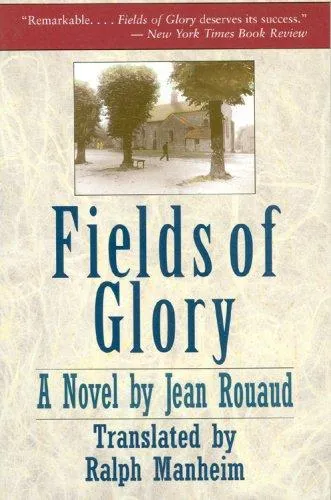 "Remarkable. . . . Fields of Glory deserves its success."
— New York Times Book Review
Fields of
Glory
A Novel by Jean Rouaud
Translated by
Ralph Manheim